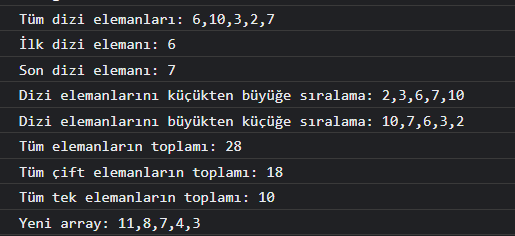 Tüm dizi elemanları: 6,10,3,2,7
İlk dizi elemanı: 6
Son dizi elemanı: 7
Dizi elemanlarını küçükten büyüğe sıralama: 2,3,6,7,10
Dizi elemanlarını büyükten küçüğe sıralama: 10,7,6,3,2
Tüm elemanların toplamı: 28
Tüm çift elemanların toplamı: 18
Tüm tek elemanların toplamı: 10
Yeni array: 11,8,7,4,3